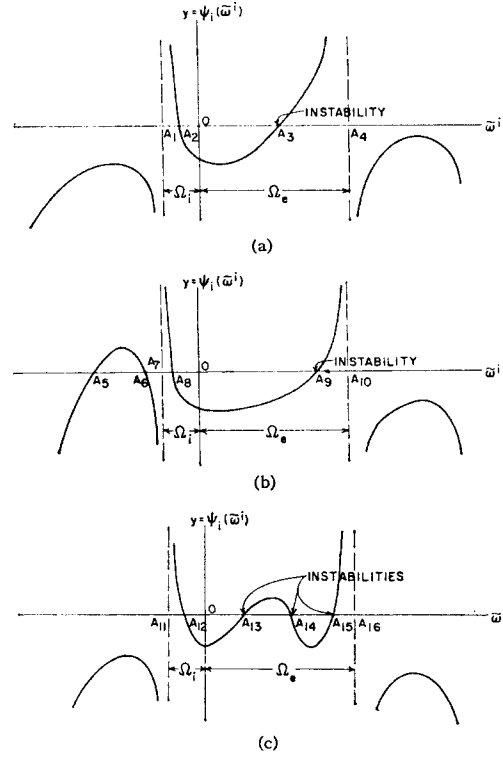 y = ψᵢ(ω̃ⁱ)
O
INSTABILITY
ω̃ⁱ
A₁ A₂ A₃ A₄
Ωᵢ Ωₑ
(a)
y = ψᵢ(ω̃ⁱ)
O
INSTABILITY
ω̃ⁱ
A₅ A₆ A₇ A₈ A₉ A₁₀
Ωᵢ Ωₑ
(b)
y = ψᵢ(ω̃ⁱ)
INSTABILITIES
O
ω̃
A₁₁ A₁₂ A₁₃ A₁₄ A₁₅ A₁₆
Ωᵢ Ωₑ
(c)